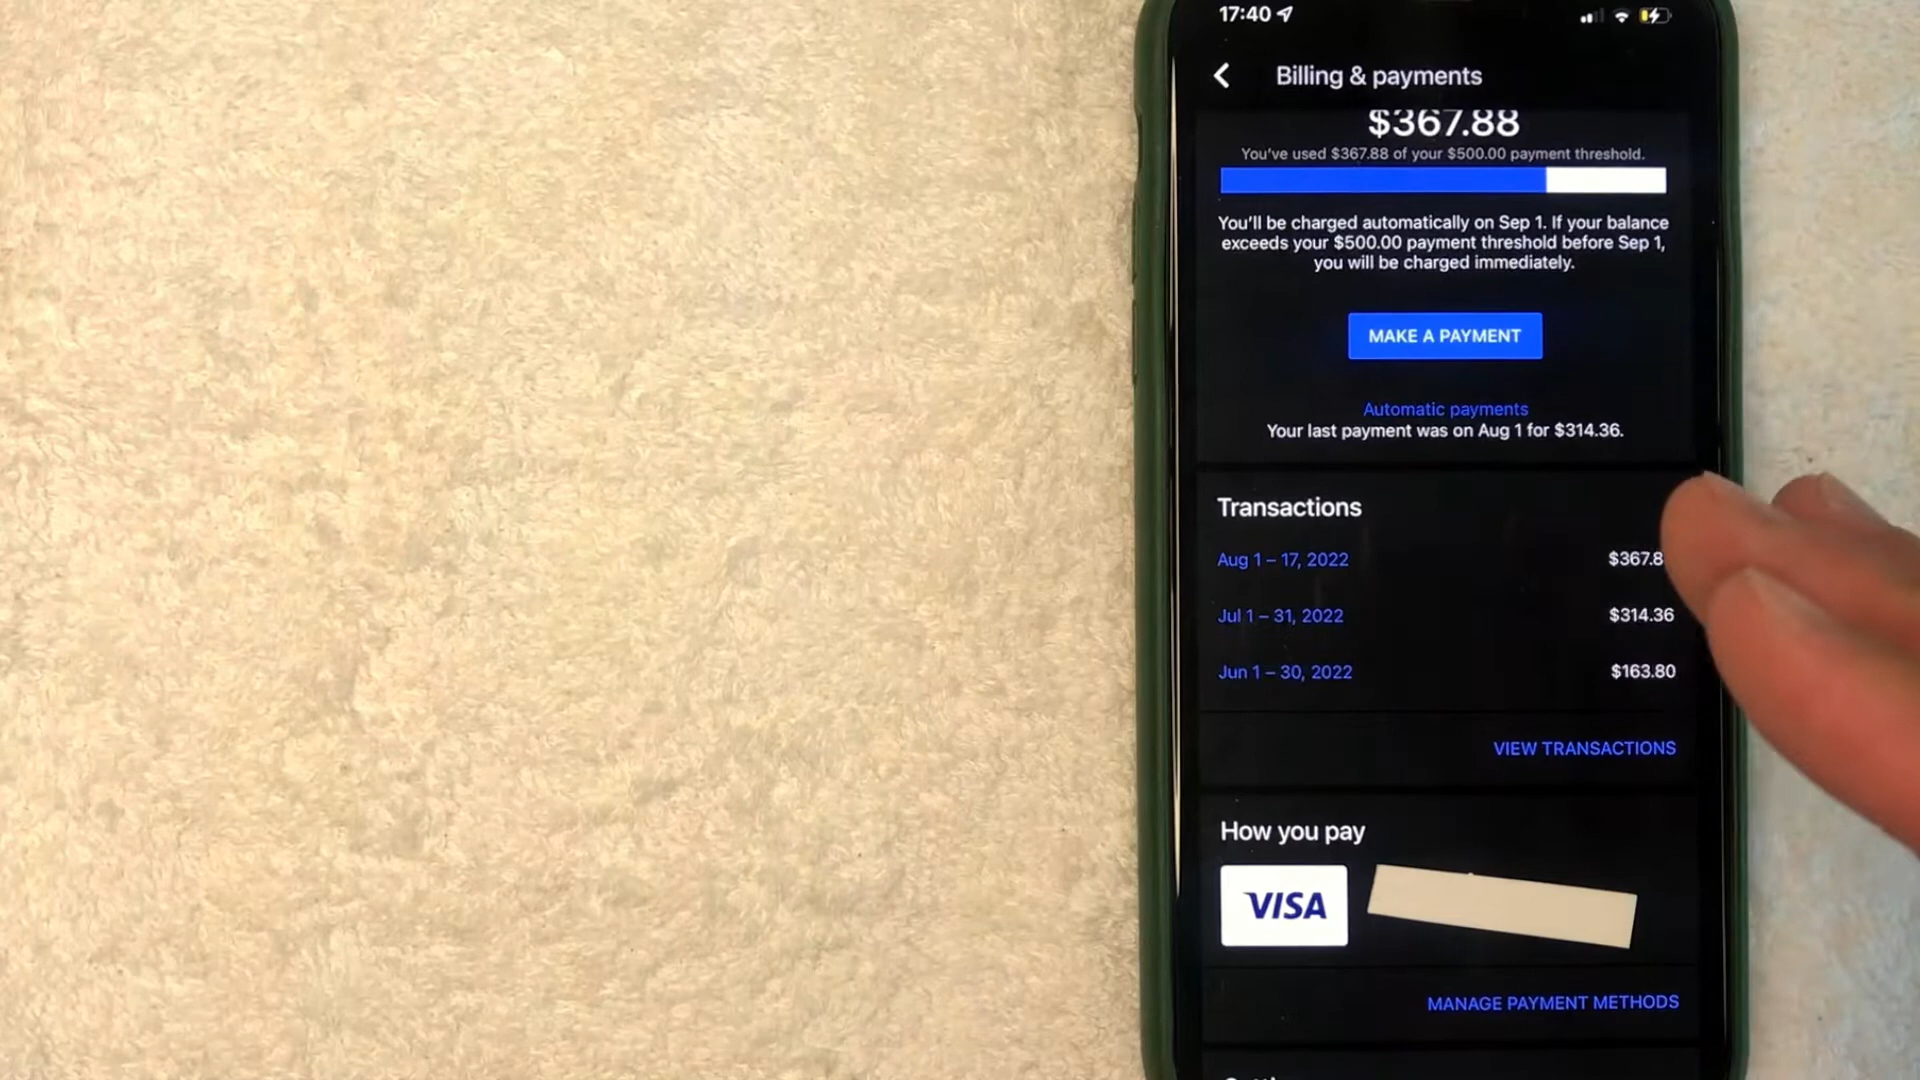 17:40
Billing & payments
$367.88
You've used $367.88 of your $500.00 payment threshold.
You'll be charged automatically on Sep 1. If your balance
exceeds your $500.00 payment threshold before Sep 1,
you will be charged immediately.
MAKE A PAYMENT
Automatic payments
Your last payment was on Aug 1 for $314.36.
Transactions
Aug 1 – 17, 2022 $367.8
Jul 1 – 31, 2022 $314.36
Jun 1 – 30, 2022 $163.80
VIEW TRANSACTIONS
How you pay
VISA
MANAGE PAYMENT METHODS